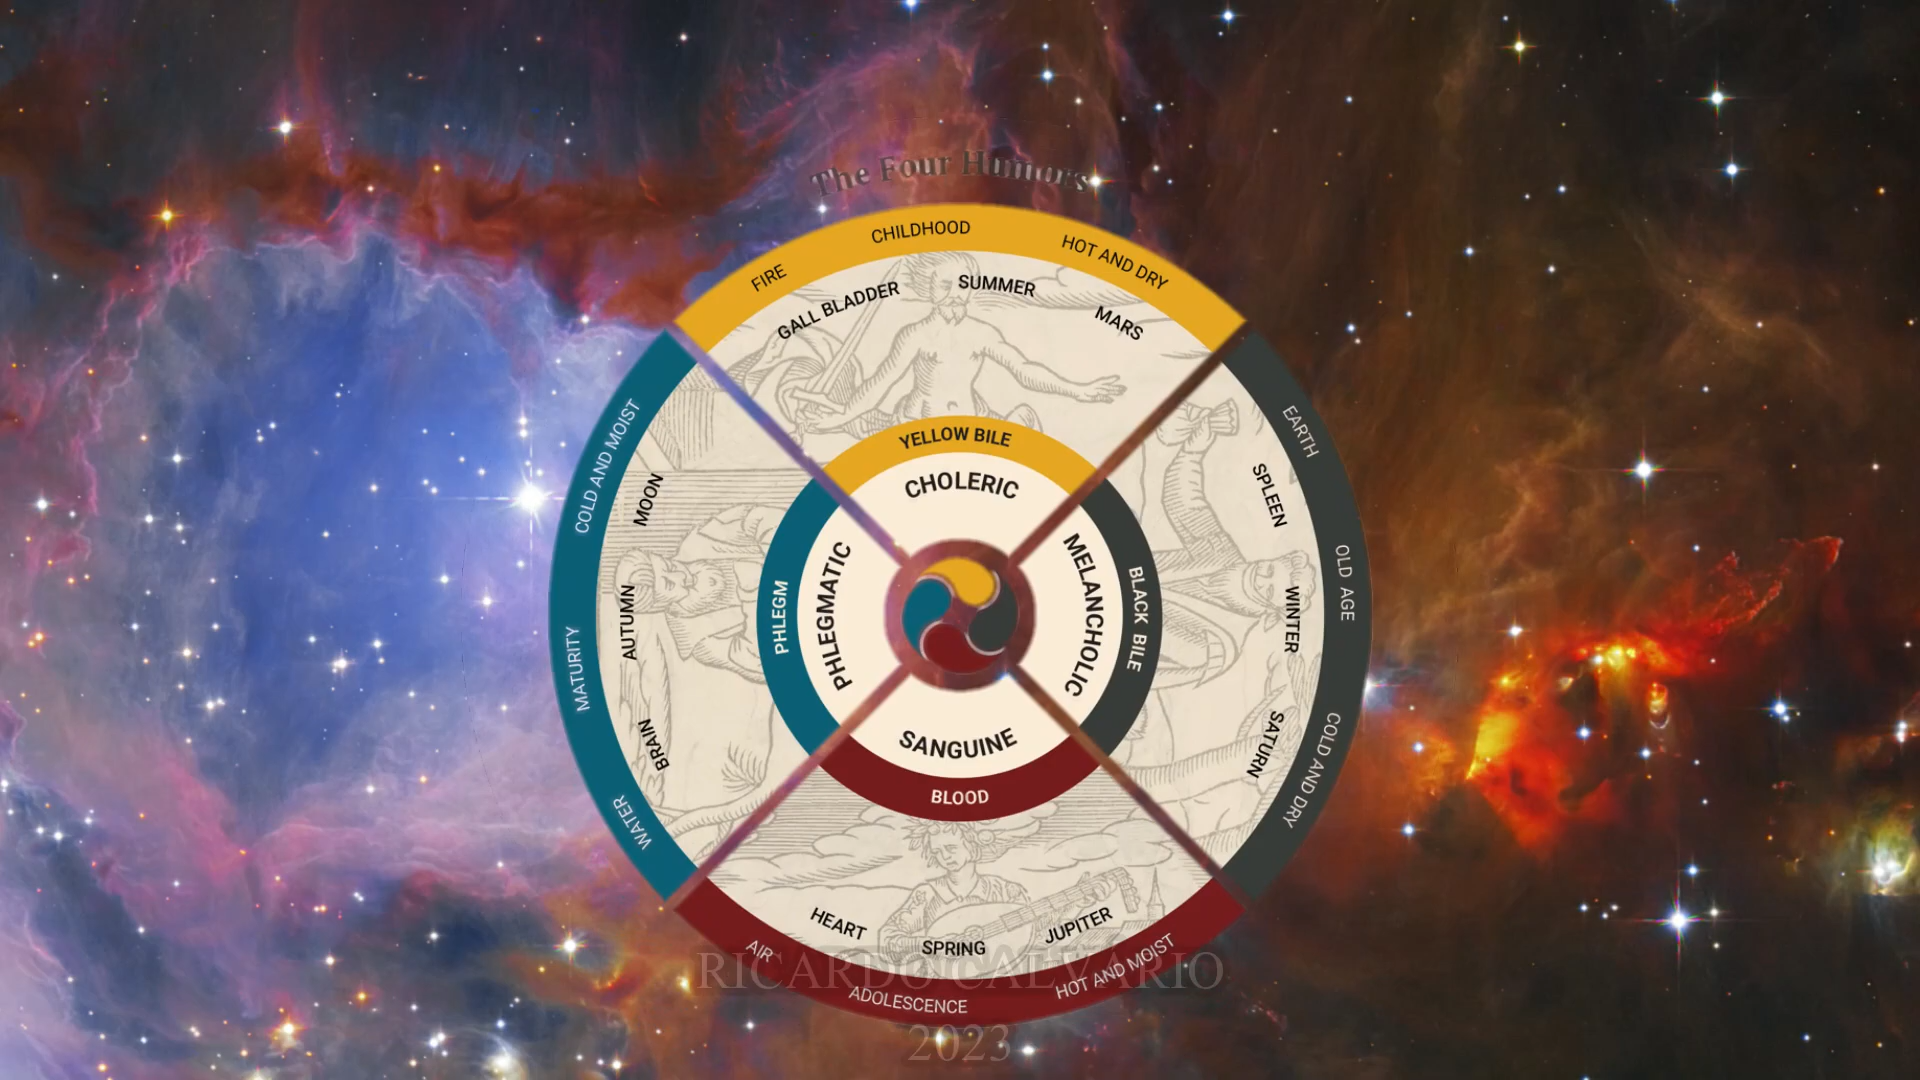 The Four Humors
CHILDHOOD
FIRE
HOT AND DRY
GALL BLADDER
SUMMER
MARS
YELLOW BILE
CHOLERIC
EARTH
SPLEEN
OLD AGE
WINTER
COLD AND DRY
SATURN
BLACK BILE
MELANCHOLIC
COLD AND MOIST
MOON
MATURITY
AUTUMN
WATER
BRAIN
PHLEGM
PHLEGMATIC
SANGUINE
BLOOD
HEART
SPRING
JUPITER
AIR
ADOLESCENCE
HOT AND MOIST
RICARDO CALVARIO
2023